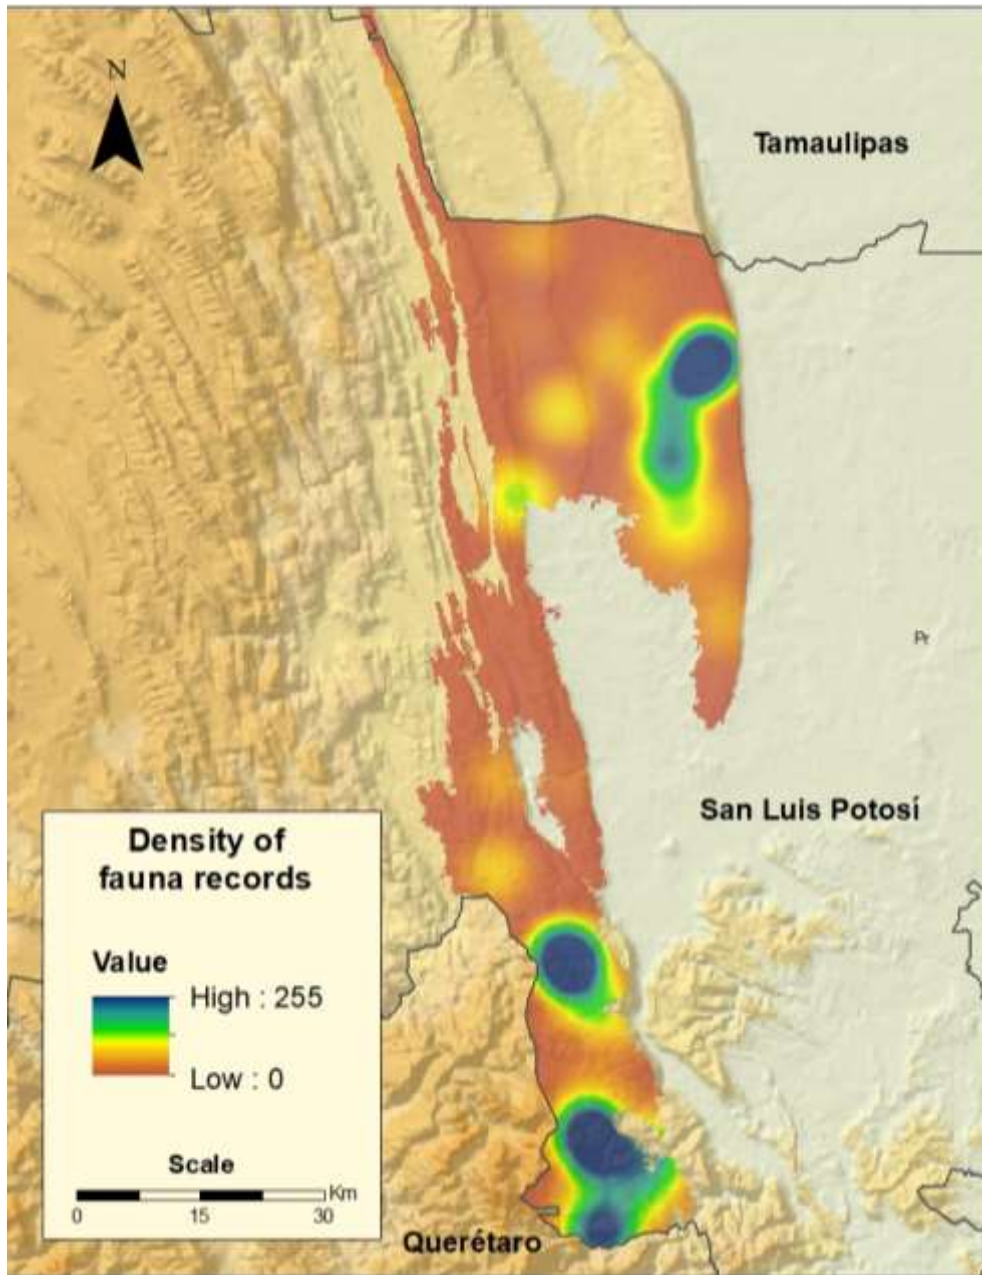 N
Tamaulipas
San Luis Potosí
Density of
fauna records
Value
High : 255
Low : 0
Scale
Km
0 15 30
Querétaro